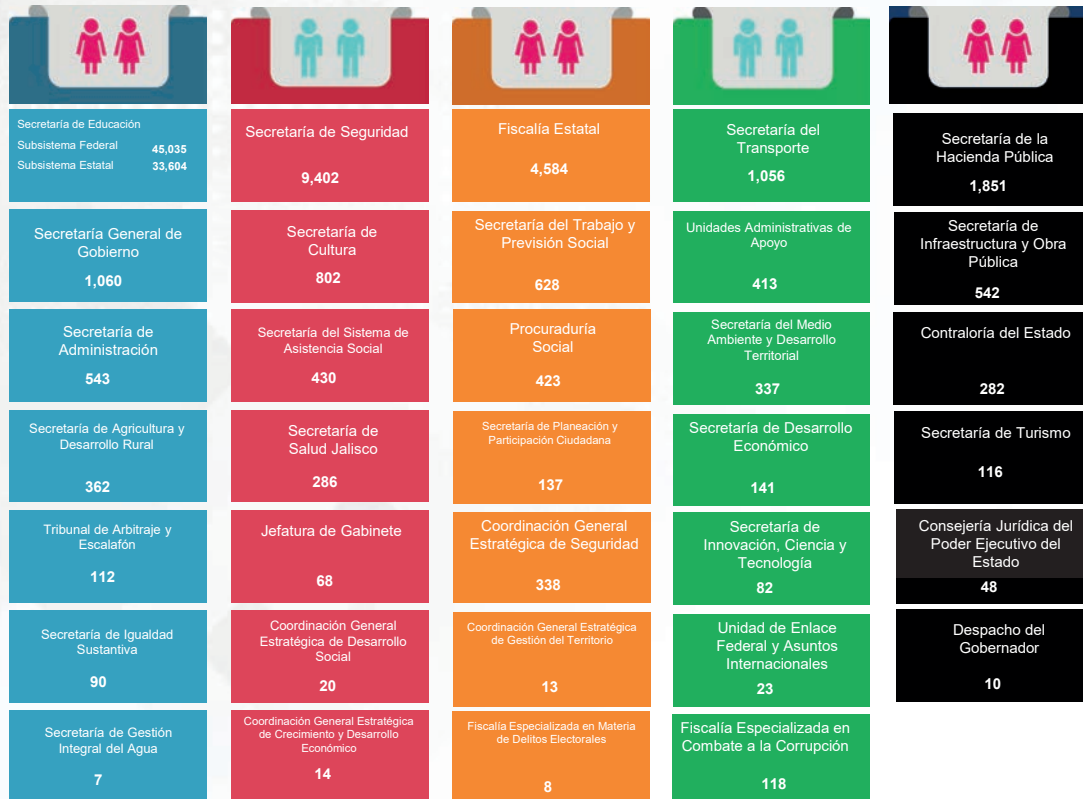 Secretaría de Educación
Subsistema Federal 45,035
Subsistema Estatal 33,604
Secretaría de Seguridad
9,402
Fiscalía Estatal
4,584
Secretaría del
Transporte
1,056
Secretaría de la
Hacienda Pública
1,851
Secretaría General de
Gobierno
1,060
Secretaría de
Cultura
802
Secretaría del Trabajo y
Previsión Social
628
Unidades Administrativas de
Apoyo
413
Secretaría de
Infraestructura y Obra
Pública
542
Secretaría de
Administración
543
Secretaría del Sistema de
Asistencia Social
430
Procuraduría
Social
423
Secretaría del Medio
Ambiente y Desarrollo
Territorial
337
Contraloría del Estado
282
Secretaría de Agricultura y
Desarrollo Rural
362
Secretaría de
Salud Jalisco
286
Secretaría de Planeación y
Participación Ciudadana
137
Secretaría de Desarrollo
Económico
141
Secretaría de Turismo
116
Tribunal de Arbitraje y
Escalafón
112
Jefatura de Gabinete
68
Coordinación General
Estratégica de Seguridad
338
Secretaría de
Innovación, Ciencia y
Tecnología
82
Consejería Jurídica del
Poder Ejecutivo del
Estado
48
Secretaría de Igualdad
Sustantiva
90
Coordinación General
Estratégica de Desarrollo
Social
20
Coordinación General Estratégica
de Gestión del Territorio
13
Unidad de Enlace
Federal y Asuntos
Internacionales
23
Despacho del
Gobernador
10
Secretaría de Gestión
Integral del Agua
7
Coordinación General Estratégica
de Crecimiento y Desarrollo
Económico
14
Fiscalía Especializada en Materia
de Delitos Electorales
8
Fiscalía Especializada en
Combate a la Corrupción
118